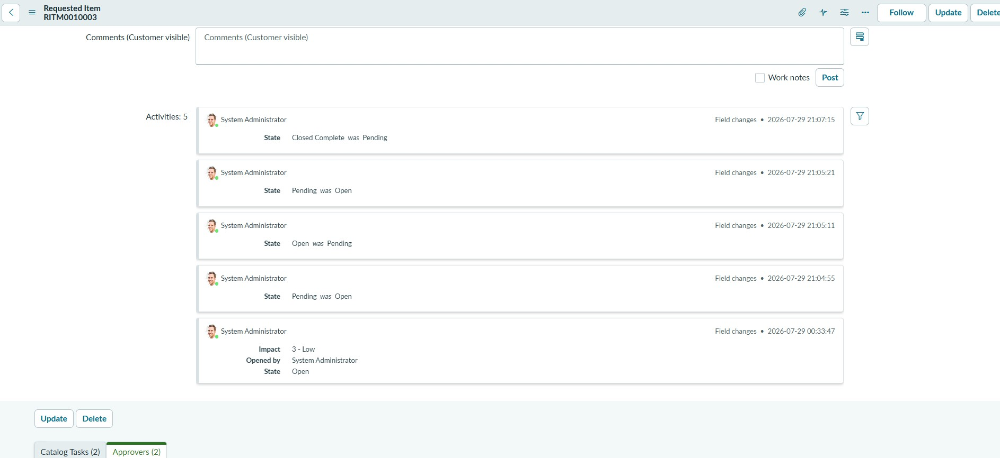 Requested Item
RITM0010003
Follow
Update
Delete
Comments (Customer visible)
Comments (Customer visible)
Work notes
Post
Activities: 5
System Administrator
Field changes • 2026-07-29 21:07:15
State Closed Complete was Pending
System Administrator
Field changes • 2026-07-29 21:05:21
State Pending was Open
System Administrator
Field changes • 2026-07-29 21:05:11
State Open was Pending
System Administrator
Field changes • 2026-07-29 21:04:55
State Pending was Open
System Administrator
Field changes • 2026-07-29 00:33:47
Impact 3 - Low
Opened by System Administrator
State Open
Update
Delete
Catalog Tasks (2)
Approvers (2)